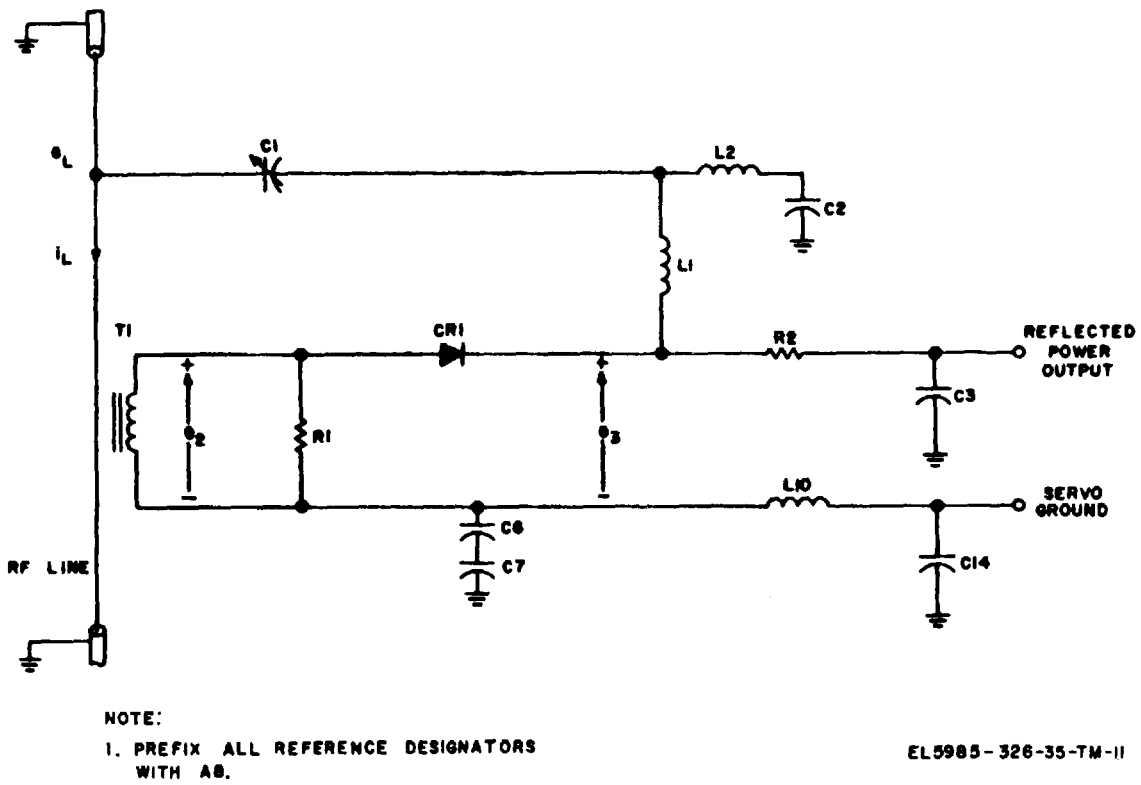 eL
C1
L2
C2
iL
L1
T1
CR1
R2
REFLECTED
POWER
OUTPUT
+
+
C3
e2
R1
e3
-
-
L10
SERVO
GROUND
C6
RF LINE
C7
C14
NOTE:
1. PREFIX ALL REFERENCE DESIGNATORS
WITH A8.
EL5985-326-35-TM-11